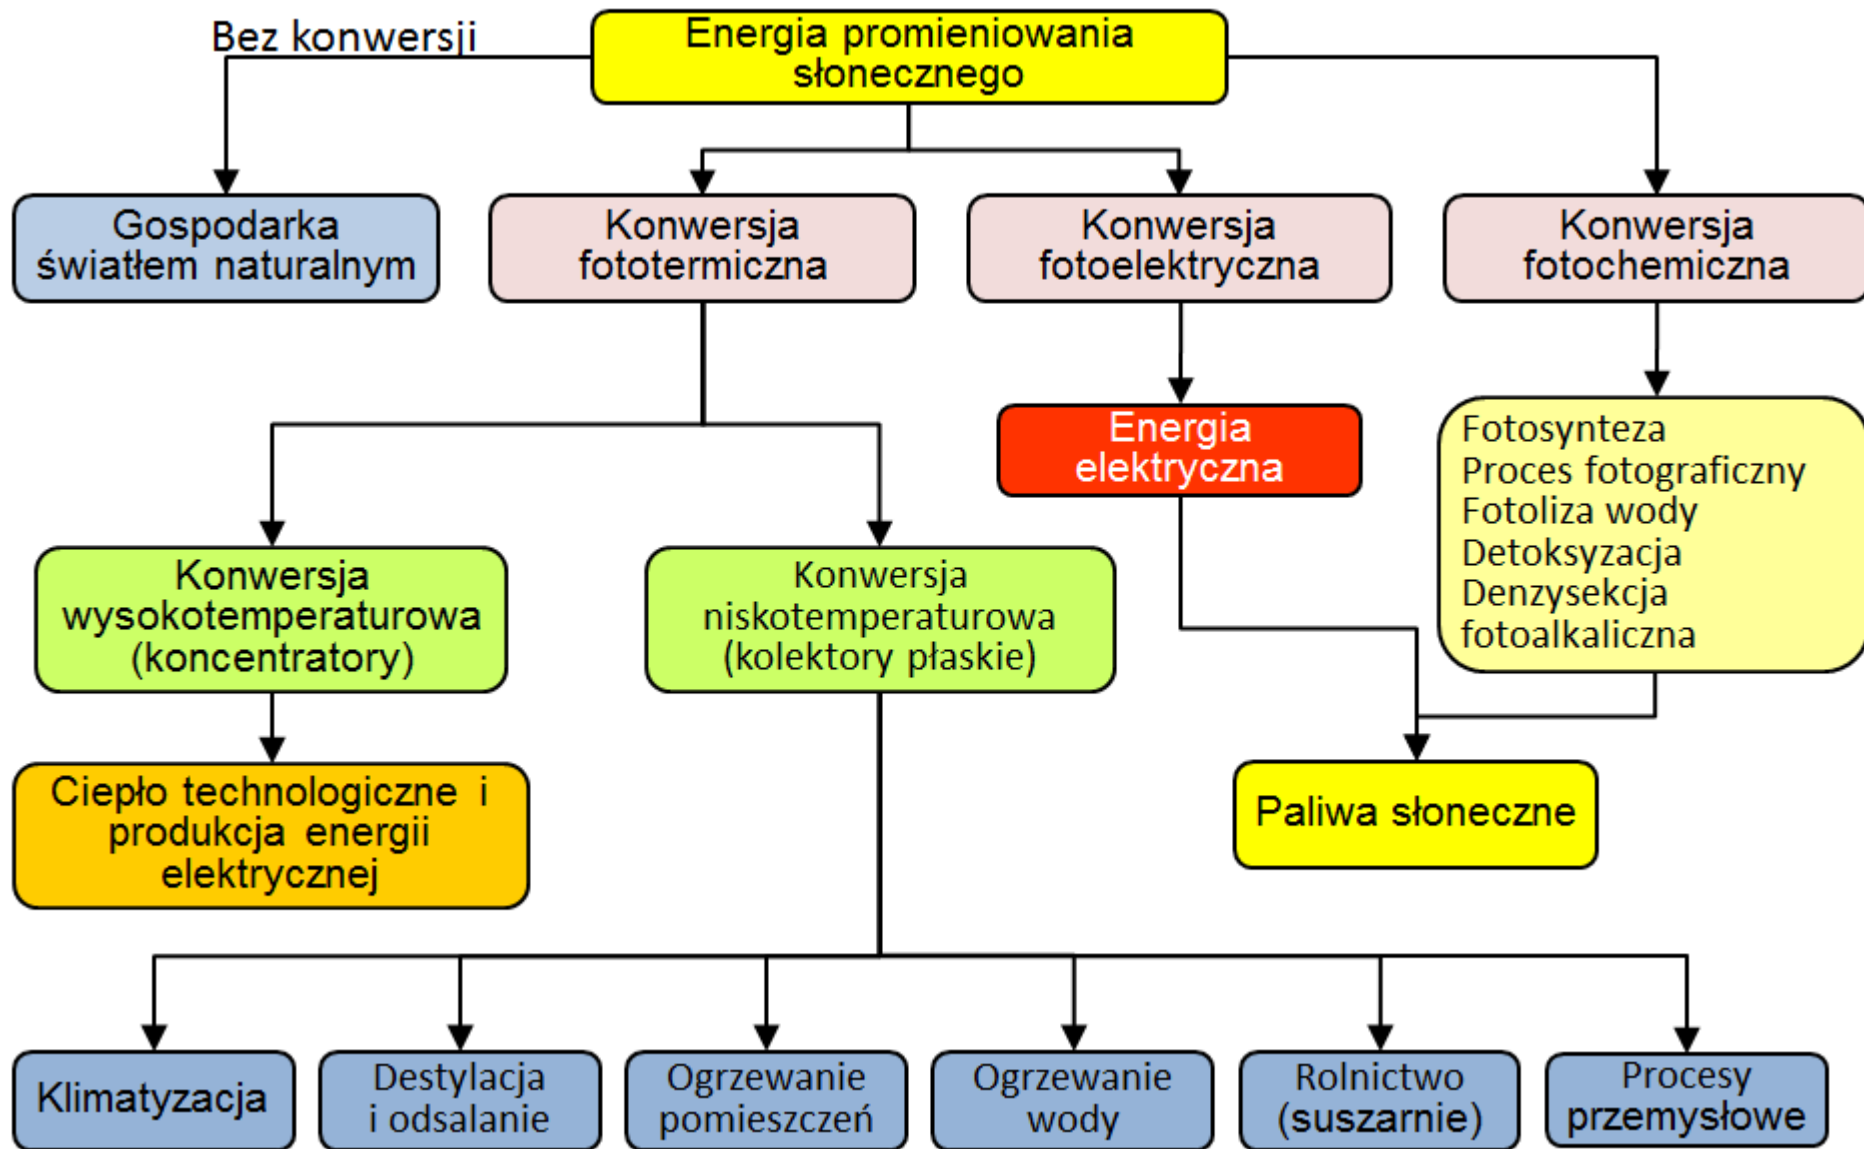 Bez konwersji
Energia promieniowania
słonecznego
Gospodarka
światłem naturalnym
Konwersja
fototermiczna
Konwersja
fotoelektryczna
Konwersja
fotochemiczna
Energia
elektryczna
Fotosynteza
Proces fotograficzny
Fotoliza wody
Detoksyzacja
Denzysekcja
fotoalkaliczna
Konwersja
wysokotemperaturowa
(koncentratory)
Konwersja
niskotemperaturowa
(kolektory płaskie)
Ciepło technologiczne i
produkcja energii
elektrycznej
Paliwa słoneczne
Klimatyzacja
Destylacja
i odsalanie
Ogrzewanie
pomieszczeń
Ogrzewanie
wody
Rolnictwo
(suszarnie)
Procesy
przemysłowe